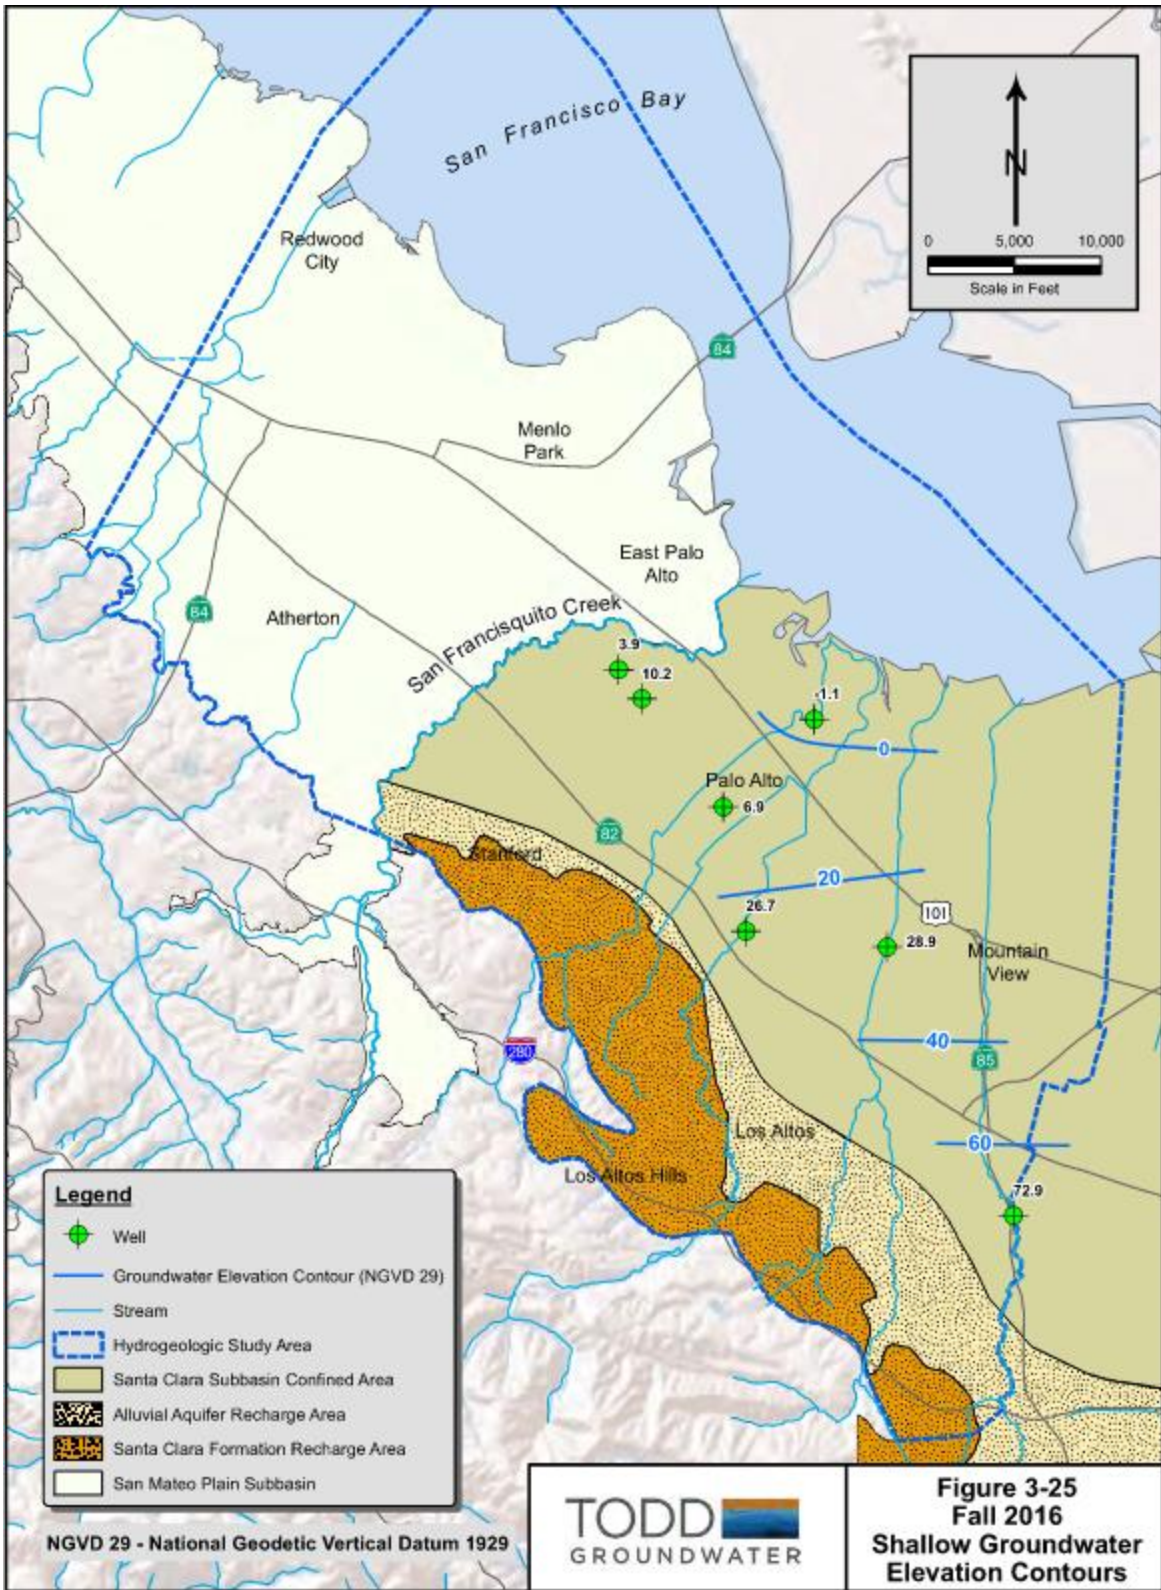 San Francisco Bay
N
0 5,000 10,000
Scale in Feet
Redwood
City
84
Menlo
Park
East Palo
Alto
84
Atherton
San Francisquito Creek
3.9
10.2
-1.1
0
Palo Alto
6.9
82
Stanford
20
26.7
101
28.9
Mountain
View
40
280
85
Los Altos
60
Los Altos Hills
72.9
Legend
Well
Groundwater Elevation Contour (NGVD 29)
Stream
Hydrogeologic Study Area
Santa Clara Subbasin Confined Area
Alluvial Aquifer Recharge Area
Santa Clara Formation Recharge Area
San Mateo Plain Subbasin
NGVD 29 - National Geodetic Vertical Datum 1929
TODD
GROUNDWATER
Figure 3-25
Fall 2016
Shallow Groundwater
Elevation Contours